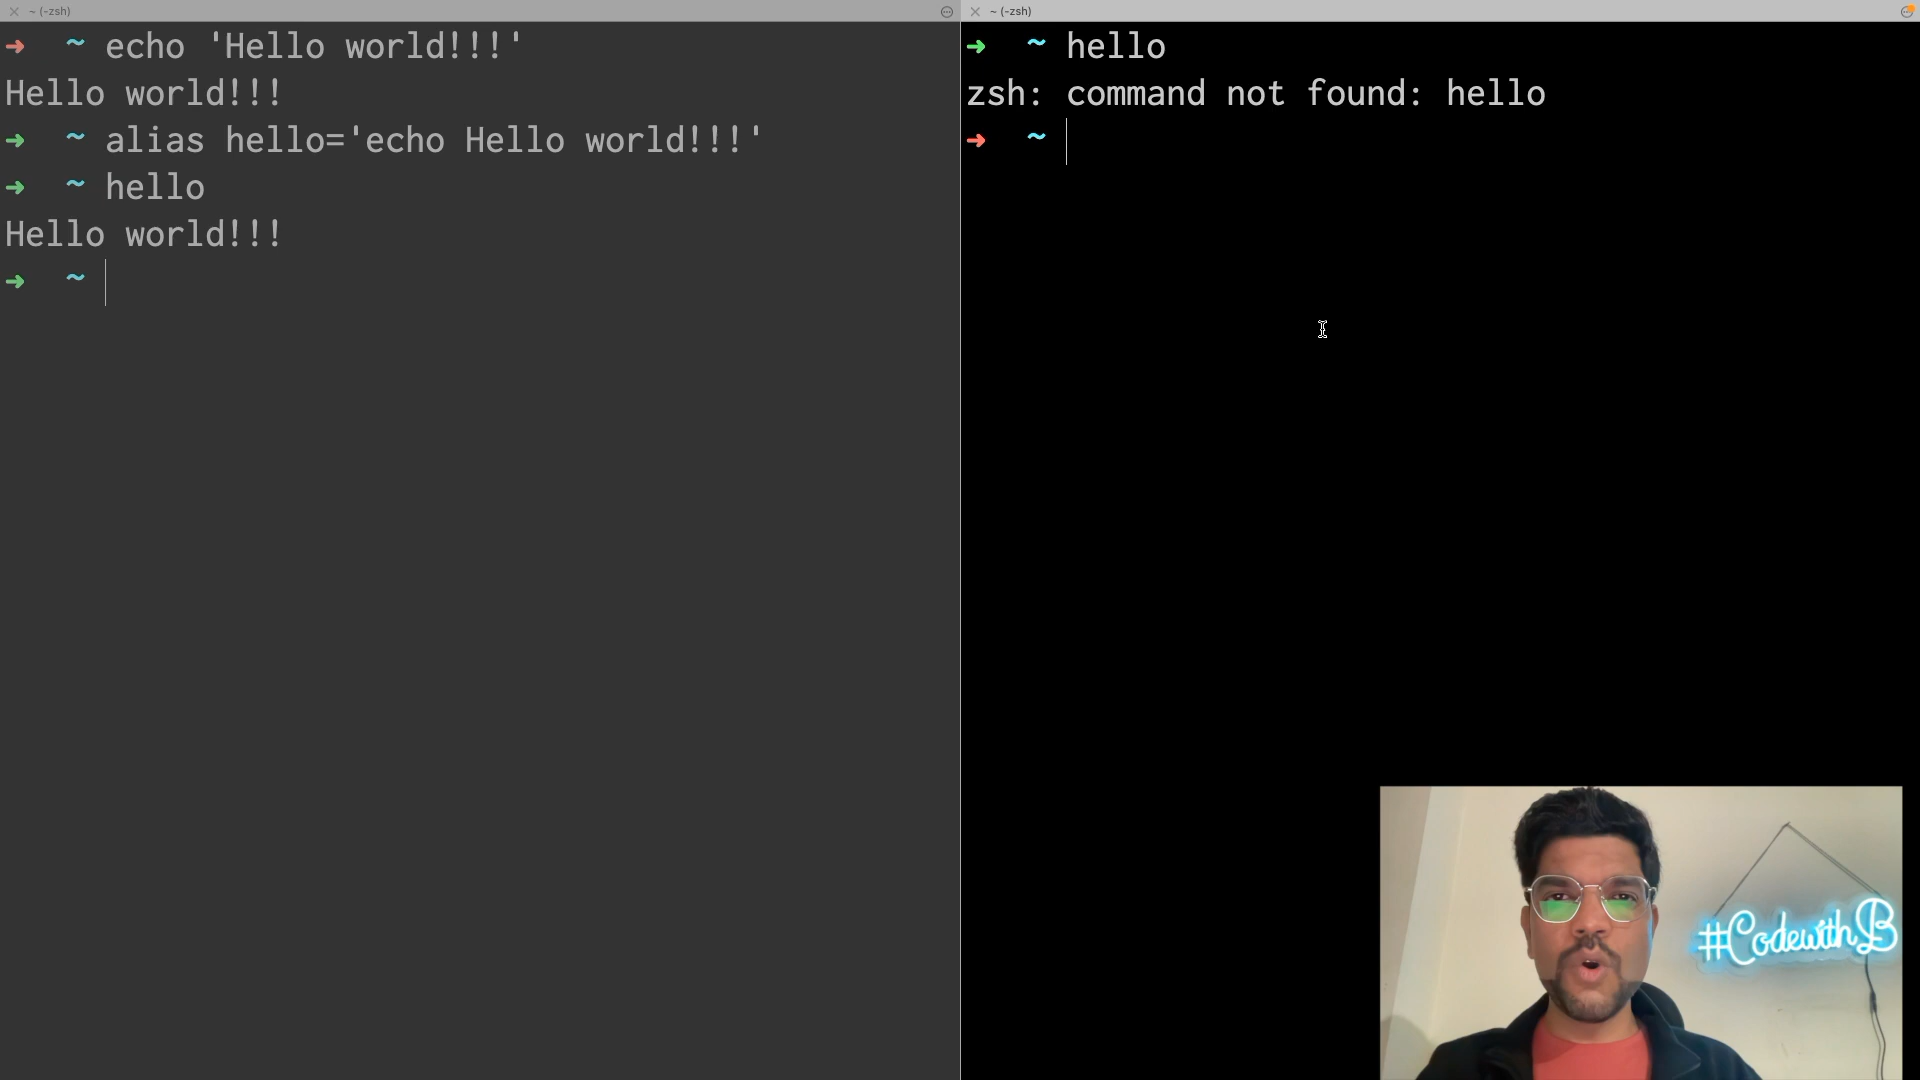 ~ (-zsh)
➜ ~ echo 'Hello world!!!'
Hello world!!!
➜ ~ alias hello='echo Hello world!!!'
➜ ~ hello
Hello world!!!
➜ ~
~ (-zsh)
➜ ~ hello
zsh: command not found: hello
➜ ~
#CodewithB